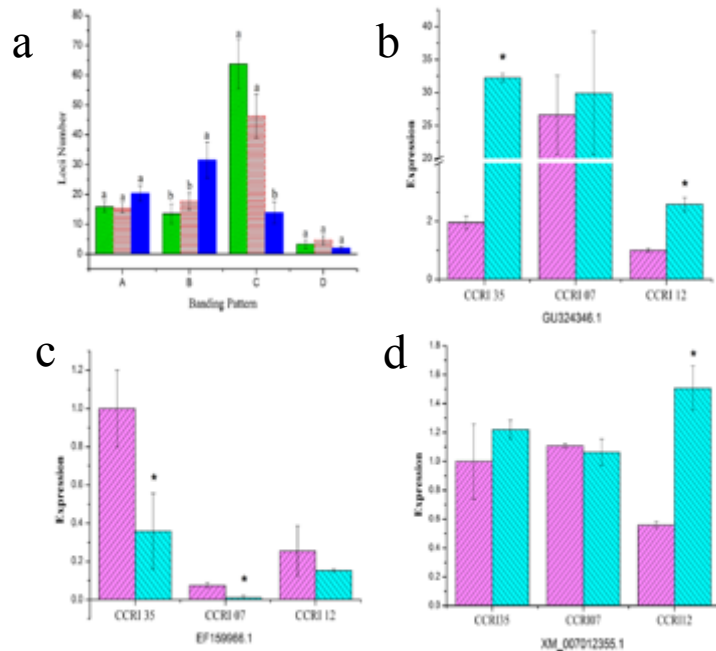 a
80
70
60
50
40
30
20
10
0
Loci Number
a a a
b b a
a a b
a a a
A B C D
Banding Pattern
b
40
35
30
25
20
2
0
Expression
*
*
CCRI 35 CCRI 07 CCRI 12
GU324346.1
c
1.2
1.0
0.8
0.6
0.4
0.2
0.0
Expression
*
*
CCRI 35 CCRI 07 CCRI 12
EF159966.1
d
1.8
1.6
1.4
1.2
1.0
0.8
0.6
0.4
0.2
0.0
Expression
*
CCRI35 CCRI07 CCRI12
XM_007012355.1